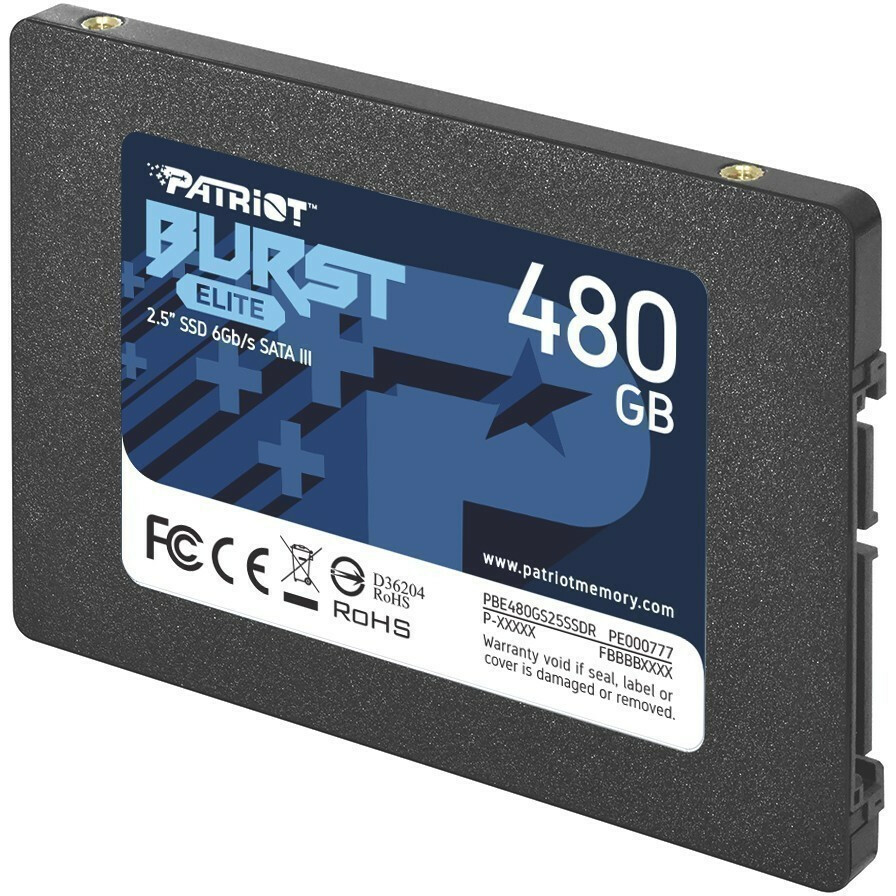 PATRIOT™
BURST
ELITE
2.5" SSD 6Gb/s SATA III
480
GB
FC CE
D36204
RoHS
RoHS
www.patriotmemory.com
PBE480GS25SSDR PE000777
P-XXXXX FBBBBXXXX
Warranty void if seal, label or
cover is damaged or removed.